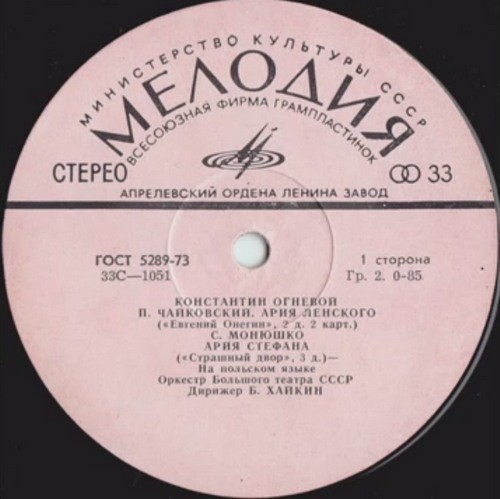 МИНИСТЕРСТВО КУЛЬТУРЫ СССР
МЕЛОДИЯ
ВСЕСОЮЗНАЯ ФИРМА ГРАМПЛАСТИНОК
СТЕРЕО 33
АПРЕЛЕВСКИЙ ОРДЕНА ЛЕНИНА ЗАВОД
ГОСТ 5289-73 1 сторона
33С—1051 Гр. 2. 0-85
КОНСТАНТИН ОГНЕВОЙ
П. ЧАЙКОВСКИЙ. АРИЯ ЛЕНСКОГО
(«Евгений Онегин», 2 д. 2 карт.)
С. МОНЮШКО
АРИЯ СТЕФАНА
(«Страшный двор», 3 д.)—
На польском языке
Оркестр Большого театра СССР
Дирижер Б. ХАЙКИН